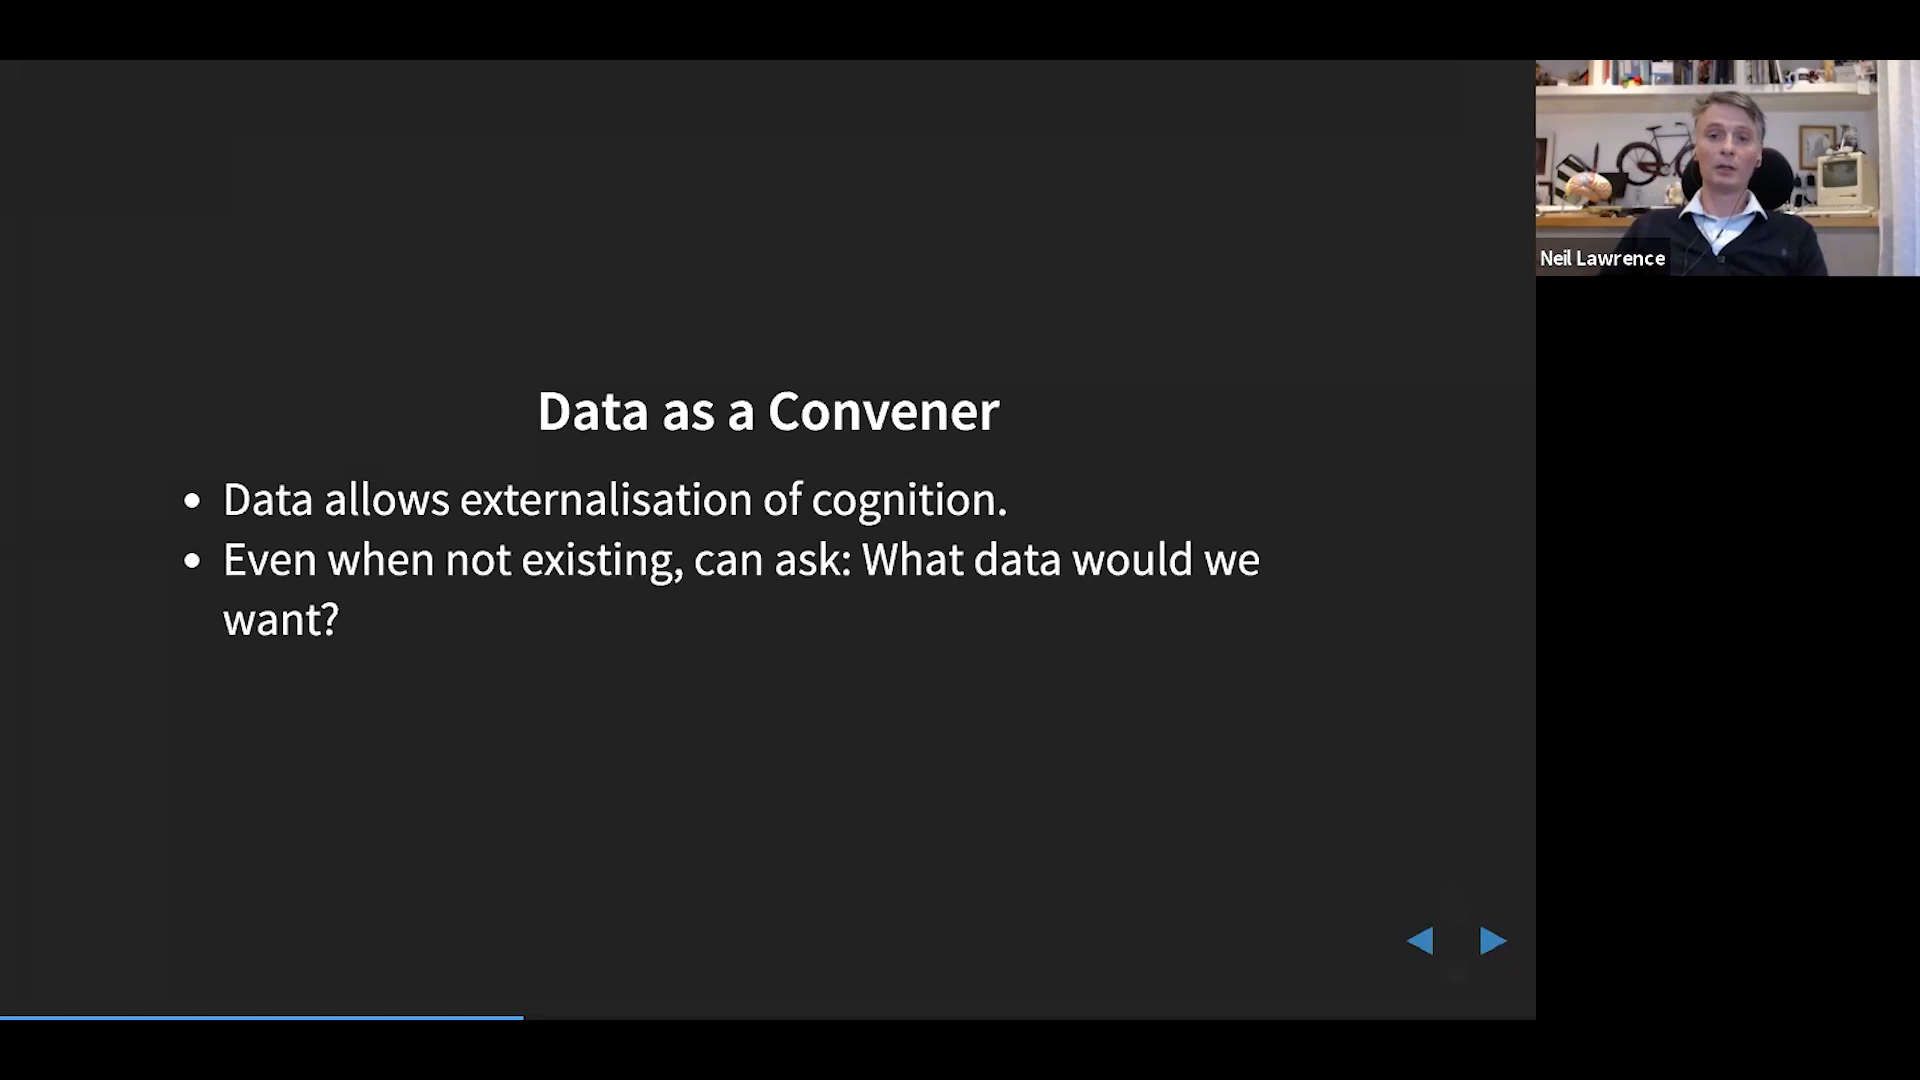 Data as a Convener
• Data allows externalisation of cognition.
• Even when not existing, can ask: What data would we
want?
Neil Lawrence